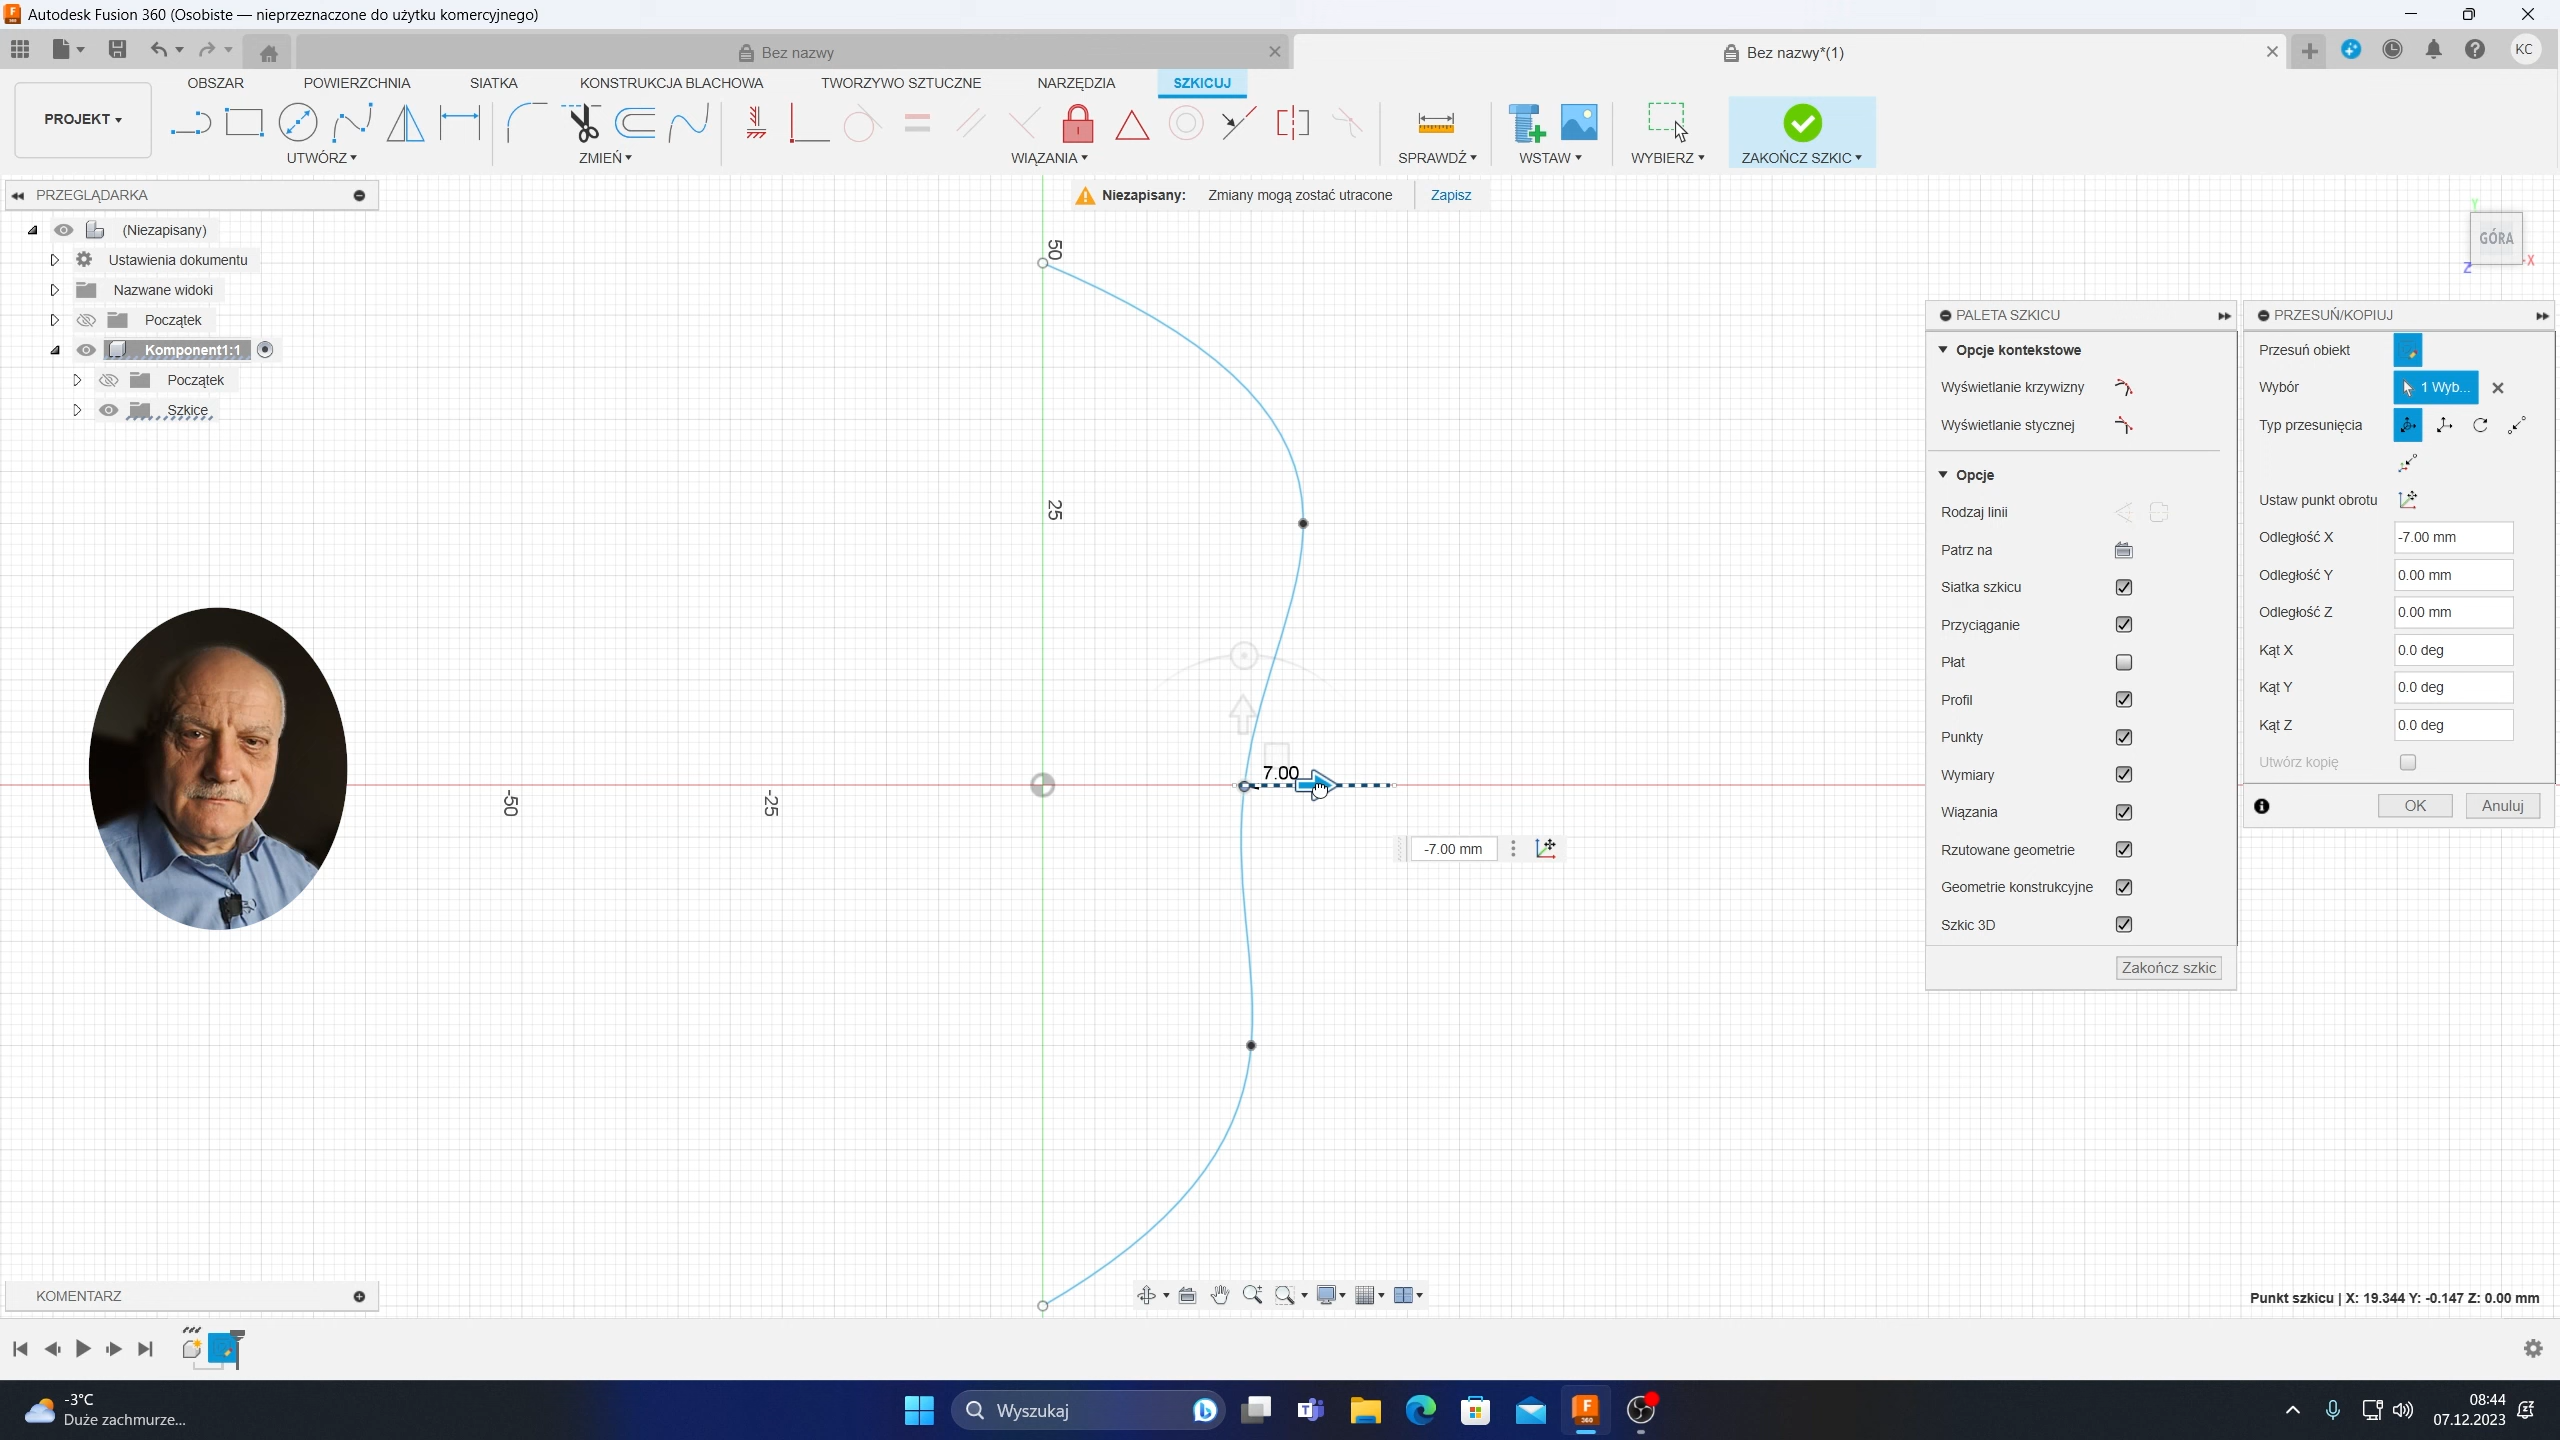 Autodesk Fusion 360 (Osobiste — nieprzeznaczone do użytku komercyjnego)
Bez nazwy
Bez nazwy*(1)
KC
PROJEKT
OBSZAR
POWIERZCHNIA
SIATKA
KONSTRUKCJA BLACHOWA
TWORZYWO SZTUCZNE
NARZĘDZIA
SZKICUJ
UTWÓRZ
ZMIEŃ
WIĄZANIA
SPRAWDŹ
WSTAW
WYBIERZ
ZAKOŃCZ SZKIC
PRZEGLĄDARKA
Niezapisany: Zmiany mogą zostać utracone Zapisz
(Niezapisany)
Ustawienia dokumentu
Nazwane widoki
Początek
Komponent1:1
Początek
Szkice
50
25
-50
-25
7.00
-7.00 mm
Y
GÓRA
Z
-X
PALETA SZKICU
Opcje kontekstowe
Wyświetlanie krzywizny
Wyświetlanie stycznej
Opcje
Rodzaj linii
Patrz na
Siatka szkicu
Przyciąganie
Płat
Profil
Punkty
Wymiary
Wiązania
Rzutowane geometrie
Geometrie konstrukcyjne
Szkic 3D
Zakończ szkic
PRZESUŃ/KOPIUJ
Przesuń obiekt
Wybór 1 Wyb...
Typ przesunięcia
Ustaw punkt obrotu
Odległość X -7.00 mm
Odległość Y 0.00 mm
Odległość Z 0.00 mm
Kąt X 0.0 deg
Kąt Y 0.0 deg
Kąt Z 0.0 deg
Utwórz kopię
OK Anuluj
KOMENTARZ
Punkt szkicu | X: 19.344 Y: -0.147 Z: 0.00 mm
-3°C
Duże zachmurze...
Wyszukaj
F
360
08:44
07.12.2023